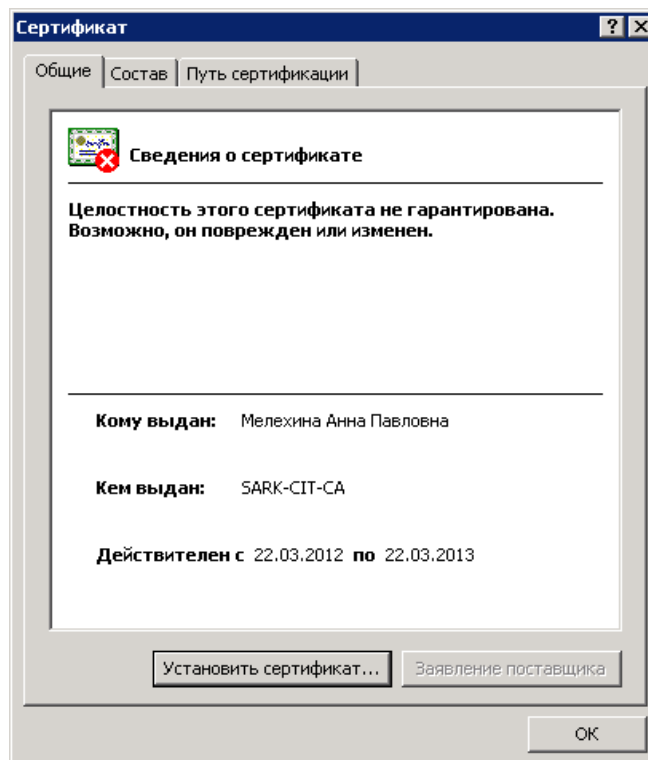 Сертификат
Общие Состав Путь сертификации
Сведения о сертификате
Целостность этого сертификата не гарантирована.
Возможно, он поврежден или изменен.
Кому выдан: Мелехина Анна Павловна
Кем выдан: SARK-CIT-CA
Действителен с 22.03.2012 по 22.03.2013
Установить сертификат... Заявление поставщика
ОК